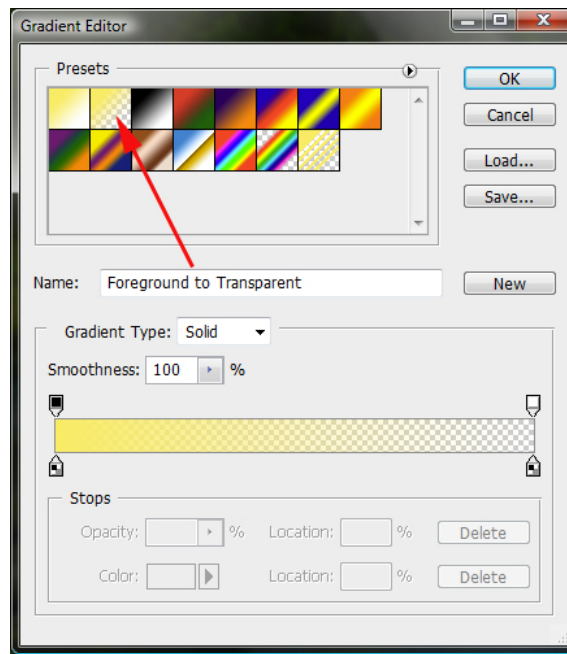 Gradient Editor
Presets
OK
Cancel
Load...
Save...
Name: Foreground to Transparent
New
Gradient Type: Solid
Smoothness: 100 %
Stops
Opacity: % Location: % Delete
Color: Location: % Delete